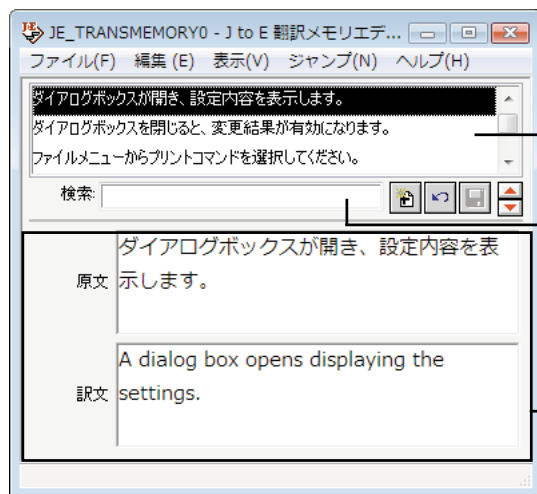 JE_TRANSMEMORY0 - J to E 翻訳メモリエデ...
ファイル(F) 編集 (E) 表示(V) ジャンプ(N) ヘルプ(H)
ダイアログボックスが開き、設定内容を表示します。
ダイアログボックスを閉じると、変更結果が有効になります。
ファイルメニューからプリントコマンドを選択してください。
検索:
原文
ダイアログボックスが開き、設定内容を表
示します。
訳文
A dialog box opens displaying the
settings.